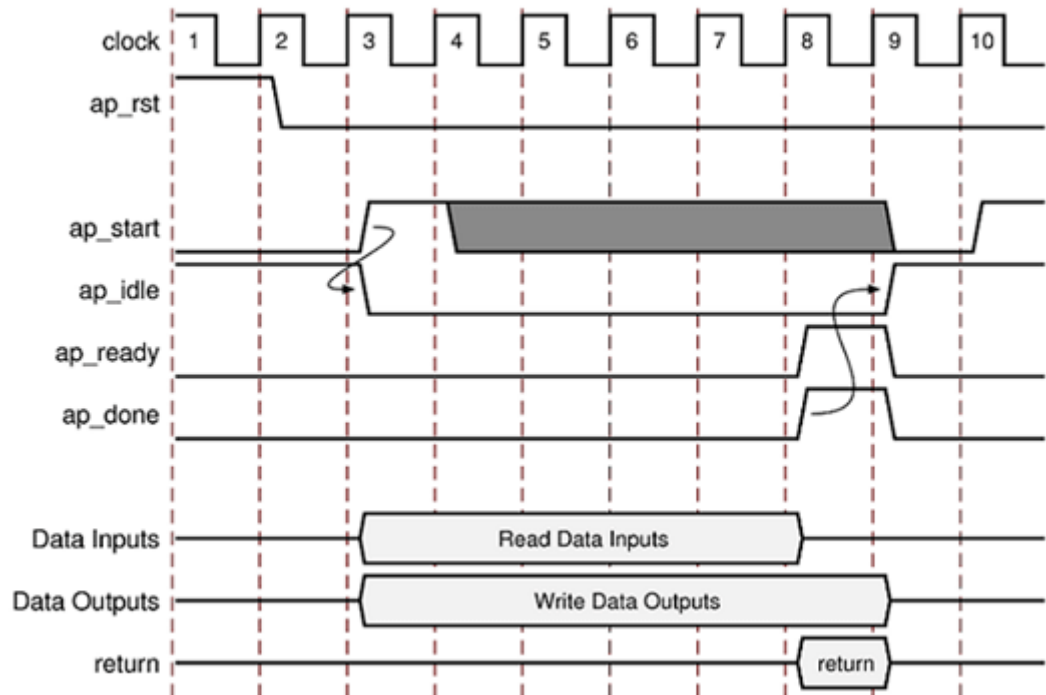 clock 1 2 3 4 5 6 7 8 9 10
ap_rst
ap_start
ap_idle
ap_ready
ap_done
Data Inputs Read Data Inputs
Data Outputs Write Data Outputs
return return